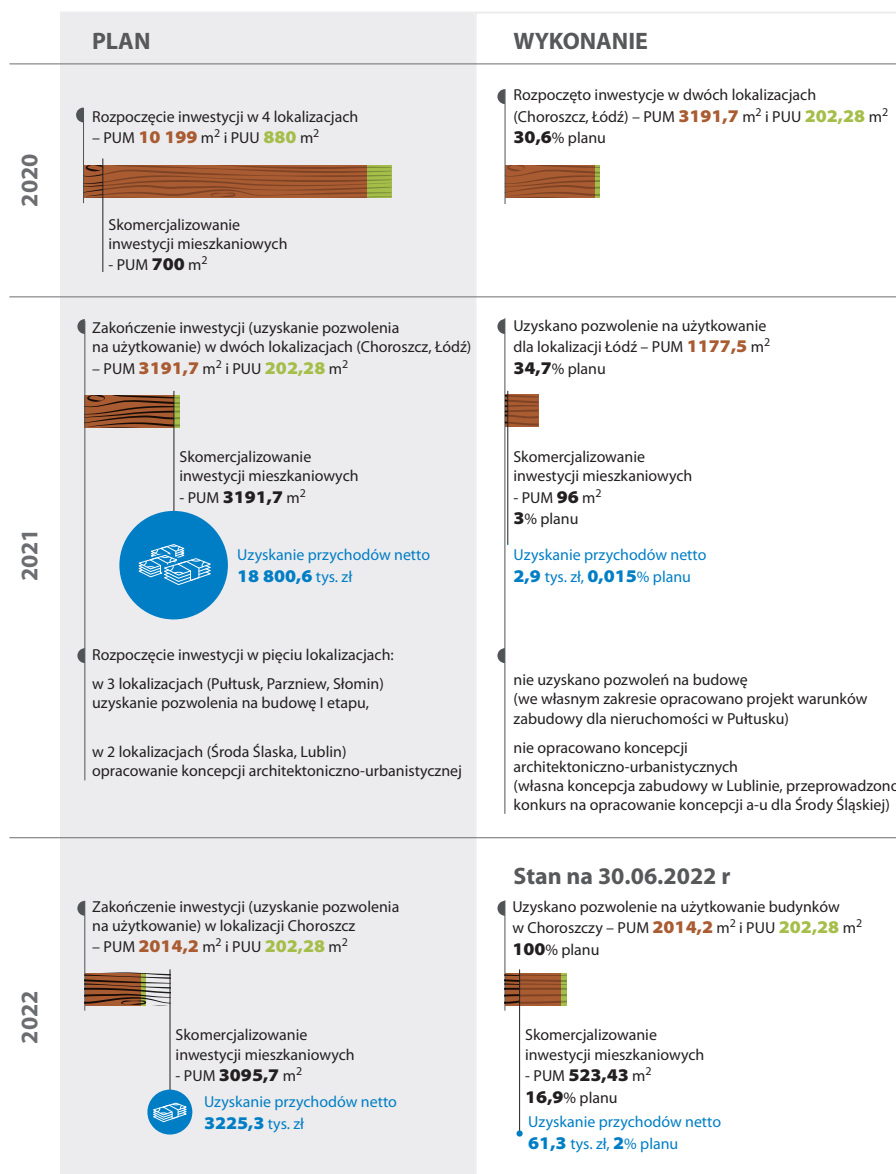 PLAN
WYKONANIE
2020
Rozpoczęcie inwestycji w 4 lokalizacjach
– PUM 10 199 m² i PUU 880 m²
Skomercjalizowanie
inwestycji mieszkaniowych
- PUM 700 m²
Rozpoczęto inwestycje w dwóch lokalizacjach
(Choroszcz, Łódź) – PUM 3191,7 m² i PUU 202,28 m²
30,6% planu
2021
Zakończenie inwestycji (uzyskanie pozwolenia
na użytkowanie) w dwóch lokalizacjach (Choroszcz, Łódź)
– PUM 3191,7 m² i PUU 202,28 m²
Skomercjalizowanie
inwestycji mieszkaniowych
- PUM 3191,7 m²
Uzyskanie przychodów netto
18 800,6 tys. zł
Uzyskano pozwolenie na użytkowanie
dla lokalizacji Łódź – PUM 1177,5 m²
34,7% planu
Skomercjalizowanie
inwestycji mieszkaniowych
- PUM 96 m²
3% planu
Uzyskanie przychodów netto
2,9 tys. zł, 0,015% planu
Rozpoczęcie inwestycji w pięciu lokalizacjach:
w 3 lokalizacjach (Pułtusk, Parzniew, Słomin)
uzyskanie pozwolenia na budowę I etapu,
w 2 lokalizacjach (Środa Ślaska, Lublin)
opracowanie koncepcji architektoniczno-urbanistycznej
nie uzyskano pozwoleń na budowę
(we własnym zakresie opracowano projekt warunków
zabudowy dla nieruchomości w Pułtusku)
nie opracowano koncepcji
architektoniczno-urbanistycznych
(własna koncepcja zabudowy w Lublinie, przeprowadzono
konkurs na opracowanie koncepcji a-u dla Środy Śląskiej)
2022
Zakończenie inwestycji (uzyskanie pozwolenia
na użytkowanie) w lokalizacji Choroszcz
– PUM 2014,2 m² i PUU 202,28 m²
Skomercjalizowanie
inwestycji mieszkaniowych
- PUM 3095,7 m²
Uzyskanie przychodów netto
3225,3 tys. zł
Stan na 30.06.2022 r
Uzyskano pozwolenie na użytkowanie budynków
w Choroszczy – PUM 2014,2 m² i PUU 202,28 m²
100% planu
Skomercjalizowanie
inwestycji mieszkaniowych
- PUM 523,43 m²
16,9% planu
Uzyskanie przychodów netto
61,3 tys. zł, 2% planu